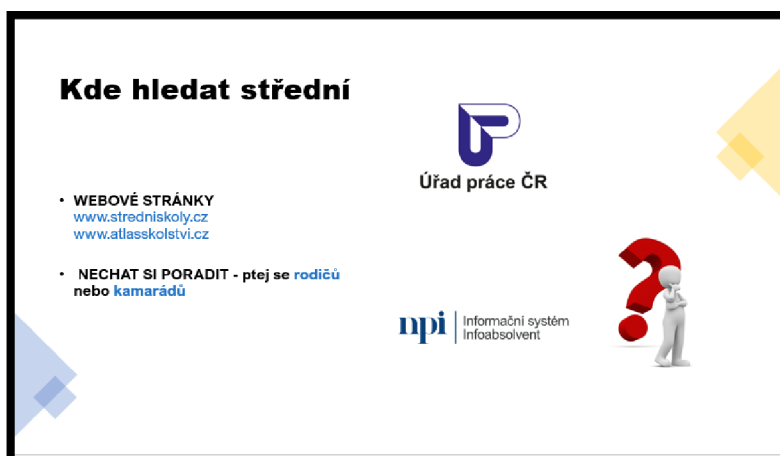 Kde hledat střední
Úřad práce ČR
• WEBOVÉ STRÁNKY
www.stredniskoly.cz
www.atlasskolstvi.cz
• NECHAT SI PORADIT - ptej se rodičů
nebo kamarádů
npi | Informační systém
Infoabsolvent